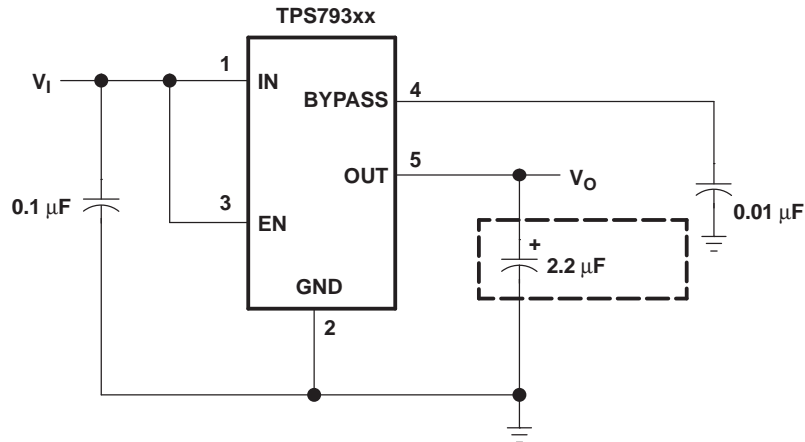 TPS793xx
V_I
1
IN
BYPASS
4
OUT
5
V_O
0.1 μF
3
EN
0.01 μF
+
2.2 μF
GND
2